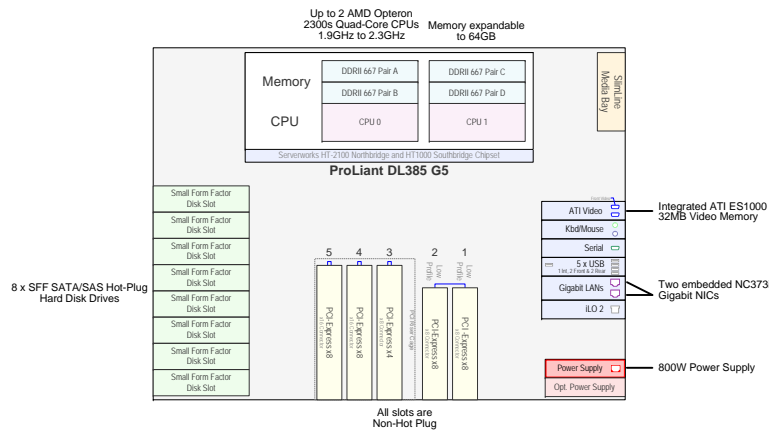 Up to 2 AMD Opteron
2300s Quad-Core CPUs
1.9GHz to 2.3GHz
Memory expandable
to 64GB
Memory
DDRII 667 Pair A
DDRII 667 Pair C
DDRII 667 Pair B
DDRII 667 Pair D
CPU
CPU 0
CPU 1
Serverworks HT-2100 Northbridge and HT1000 Southbridge Chipset
ProLiant DL385 G5
SlimLine
Media Bay
Small Form Factor
Disk Slot
Small Form Factor
Disk Slot
Small Form Factor
Disk Slot
Small Form Factor
Disk Slot
Small Form Factor
Disk Slot
Small Form Factor
Disk Slot
Small Form Factor
Disk Slot
Small Form Factor
Disk Slot
8 x SFF SATA/SAS Hot-Plug
Hard Disk Drives
5
4
3
2
1
Low
Profile
Low
Profile
PCI-Express x8
PCI-Express x8
PCI-Express x4
PCI-Express x8
PCI-Express x8
All slots are
Non-Hot Plug
ATI Video
Kbd/Mouse
Serial
5 x USB
1 Int, 2 Front & 2 Rear
Gigabit LANs
iLO 2
Power Supply
Opt. Power Supply
Integrated ATI ES1000
32MB Video Memory
Two embedded NC373
Gigabit NICs
800W Power Supply